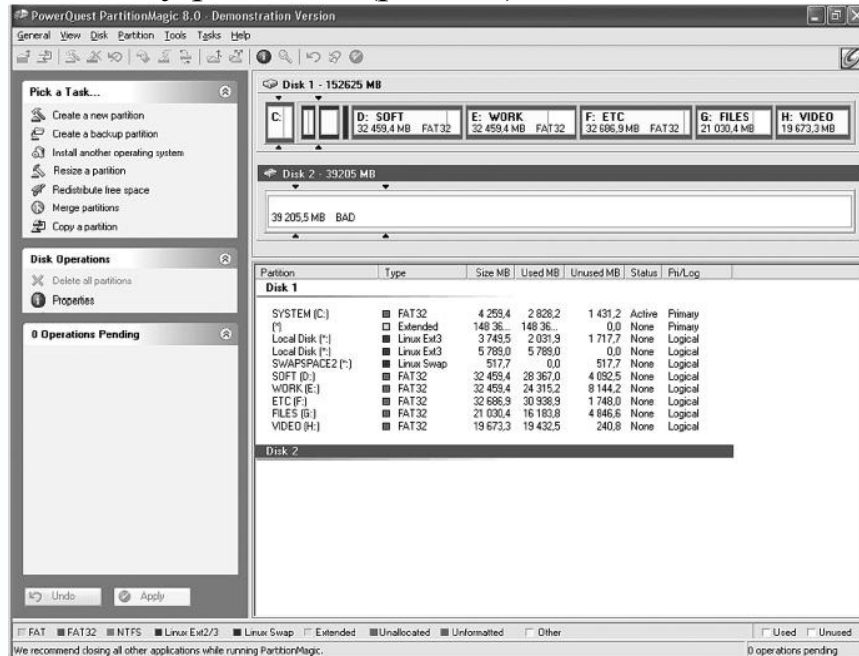 PowerQuest PartitionMagic 8.0 - Demonstration Version
General View Disk Partition Tools Tasks Help
Pick a Task...
Create a new partition
Create a backup partition
Install another operating system
Resize a partition
Redistribute free space
Merge partitions
Copy a partition
Disk Operations
Delete all partitions
Properties
0 Operations Pending
Undo Apply
Disk 1 - 152625 MB
C: D: SOFT E: WORK F: ETC G: FILES H: VIDEO
32 459,4 MB FAT32 32 459,4 MB FAT32 32 686,9 MB FAT32 21 030,4 MB 19 673,3 MB
Disk 2 - 39205 MB
39 205,5 MB BAD
Partition Type Size MB Used MB Unused MB Status Pri/Log
Disk 1
SYSTEM (C:) FAT32 4 259,4 2 828,2 1 431,2 Active Primary
(*) Extended 148 36... 148 36... 0,0 None Primary
Local Disk (*:) Linux Ext3 3 749,5 2 031,9 1 717,7 None Logical
Local Disk (*:) Linux Ext3 5 789,0 5 789,0 0,0 None Logical
SWAPSPACE2 (*:) Linux Swap 517,7 0,0 517,7 None Logical
SOFT (D:) FAT32 32 459,4 28 367,0 4 092,5 None Logical
WORK (E:) FAT32 32 459,4 24 315,2 8 144,2 None Logical
ETC (F:) FAT32 32 686,9 30 938,9 1 748,0 None Logical
FILES (G:) FAT32 21 030,4 16 183,8 4 846,6 None Logical
VIDEO (H:) FAT32 19 673,3 19 432,5 240,8 None Logical
Disk 2
FAT FAT32 NTFS Linux Ext2/3 Linux Swap Extended Unallocated Unformatted Other Used Unused
We recommend closing all other applications while running PartitionMagic. 0 operations pending